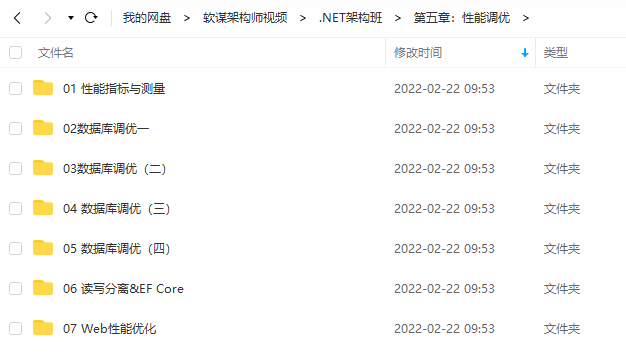 我的网盘 > 软谋架构师视频 > .NET架构班 > 第五章：性能调优 >
文件名 修改时间 类型
01 性能指标与测量 2022-02-22 09:53 文件夹
02数据库调优一 2022-02-22 09:53 文件夹
03数据库调优（二） 2022-02-22 09:53 文件夹
04 数据库调优（三） 2022-02-22 09:53 文件夹
05 数据库调优（四） 2022-02-22 09:53 文件夹
06 读写分离&EF Core 2022-02-22 09:53 文件夹
07 Web性能优化 2022-02-22 09:53 文件夹